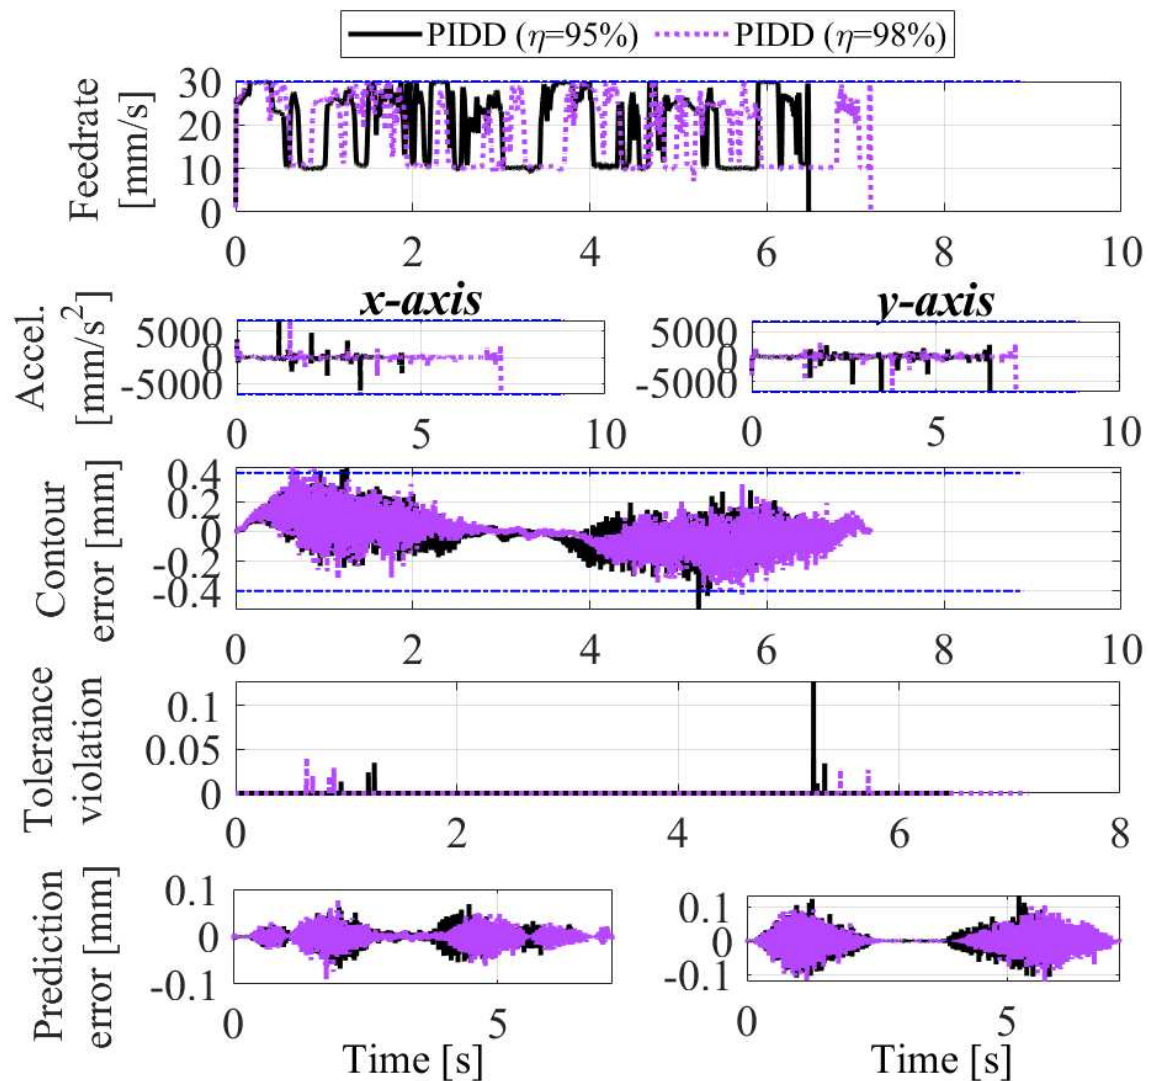 PIDD (η=95%) PIDD (η=98%)
Feedrate
[mm/s]
30
20
10
0
0 2 4 6 8 10
x-axis y-axis
Accel.
[mm/s²]
5000
0
-5000
0 5 10
5000
0
-5000
0 5 10
Contour
error [mm]
0.4
0.2
0
-0.2
-0.4
0 2 4 6 8 10
Tolerance
violation
0.1
0.05
0
0 2 4 6 8
Prediction
error [mm]
0.1
0
-0.1
0 5
0.1
0
-0.1
0 5
Time [s] Time [s]